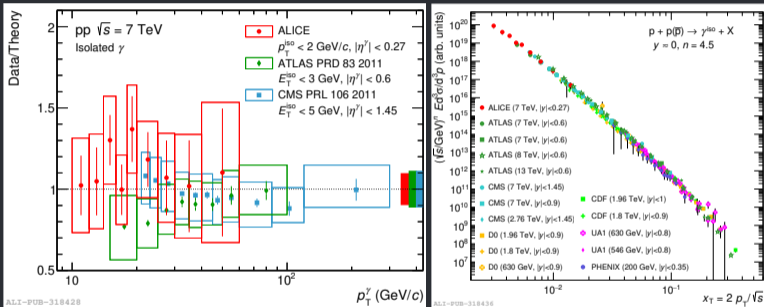 Data/Theory
2
1.5
1
0.5
pp √s = 7 TeV
Isolated γ
ALICE
p_T^iso < 2 GeV/c, |η^γ| < 0.27
ATLAS PRD 83 2011
E_T^iso < 3 GeV, |η^γ| < 0.6
CMS PRL 106 2011
E_T^iso < 5 GeV, |η^γ| < 1.45
10 10²
p_T^γ (GeV/c)
ALI-PUB-318428
(√s/GeV)^n Ed³σ/d³p (arb. units)
10²⁰
10¹⁹
10¹⁸
10¹⁷
10¹⁶
10¹⁵
10¹⁴
10¹³
10¹²
10¹¹
10¹⁰
10⁹
10⁸
10⁷
p + p(p̄) → γ^iso + X
y ≈ 0, n = 4.5
ALICE (7 TeV, |y|<0.27)
ATLAS (7 TeV, |y|<0.6)
ATLAS (7 TeV, |y|<0.6)
ATLAS (8 TeV, |y|<0.6)
ATLAS (13 TeV, |y|<0.6)
CMS (7 TeV, |y|<1.45)
CMS (7 TeV, |y|<0.9)
CMS (2.76 TeV, |y|<1.45)
D0 (1.96 TeV, |y|<0.9)
D0 (1.8 TeV, |y|<0.9)
D0 (630 GeV, |y|<0.9)
CDF (1.96 TeV, |y|<1)
CDF (1.8 TeV, |y|<0.9)
UA1 (630 GeV, |y|<0.8)
UA1 (546 GeV, |y|<0.8)
PHENIX (200 GeV, |y|<0.35)
10⁻² 10⁻¹
x_T = 2 p_T/√s
ALI-PUB-318436